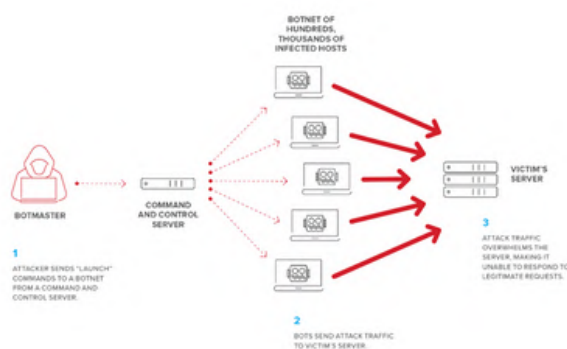 BOTNET OF
HUNDREDS,
THOUSANDS OF
INFECTED HOSTS
BOTMASTER
COMMAND
AND CONTROL
SERVER
VICTIM'S
SERVER
1
ATTACKER SENDS "LAUNCH"
COMMANDS TO A BOTNET
FROM A COMMAND AND
CONTROL SERVER.
2
BOTS SEND ATTACK TRAFFIC
TO VICTIM'S SERVER.
3
ATTACK TRAFFIC
OVERWHELMS THE
SERVER, MAKING IT
UNABLE TO RESPOND TO
LEGITIMATE REQUESTS.